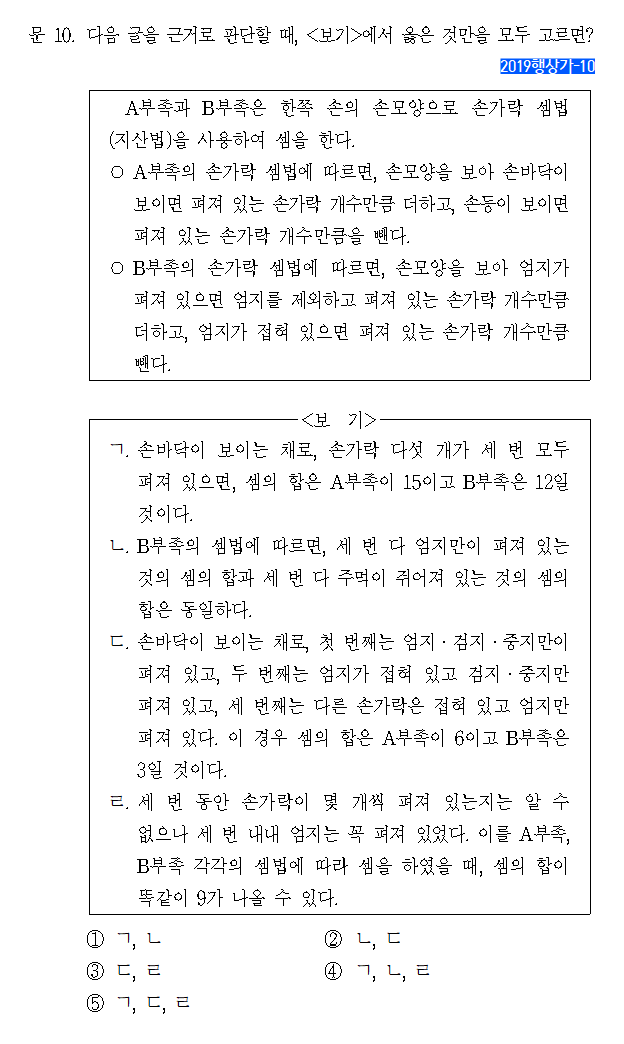 문 10. 다음 글을 근거로 판단할 때, <보기>에서 옳은 것만을 모두 고르면?
2019행상가-10
A부족과 B부족은 한쪽 손의 손모양으로 손가락 셈법
(지산법)을 사용하여 셈을 한다.
○ A부족의 손가락 셈법에 따르면, 손모양을 보아 손바닥이
보이면 펴져 있는 손가락 개수만큼 더하고, 손등이 보이면
펴져 있는 손가락 개수만큼을 뺀다.
○ B부족의 손가락 셈법에 따르면, 손모양을 보아 엄지가
펴져 있으면 엄지를 제외하고 펴져 있는 손가락 개수만큼
더하고, 엄지가 접혀 있으면 펴져 있는 손가락 개수만큼
뺀다.
<보 기>
ㄱ. 손바닥이 보이는 채로, 손가락 다섯 개가 세 번 모두
펴져 있으면, 셈의 합은 A부족이 15이고 B부족은 12일
것이다.
ㄴ. B부족의 셈법에 따르면, 세 번 다 엄지만이 펴져 있는
것의 셈의 합과 세 번 다 주먹이 쥐어져 있는 것의 셈의
합은 동일하다.
ㄷ. 손바닥이 보이는 채로, 첫 번째는 엄지·검지·중지만이
펴져 있고, 두 번째는 엄지가 접혀 있고 검지·중지만
펴져 있고, 세 번째는 다른 손가락은 접혀 있고 엄지만
펴져 있다. 이 경우 셈의 합은 A부족이 6이고 B부족은
3일 것이다.
ㄹ. 세 번 동안 손가락이 몇 개씩 펴져 있는지는 알 수
없으나 세 번 내내 엄지는 꼭 펴져 있었다. 이를 A부족,
B부족 각각의 셈법에 따라 셈을 하였을 때, 셈의 합이
똑같이 9가 나올 수 있다.
① ㄱ, ㄴ
② ㄴ, ㄷ
③ ㄷ, ㄹ
④ ㄱ, ㄴ, ㄹ
⑤ ㄱ, ㄷ, ㄹ